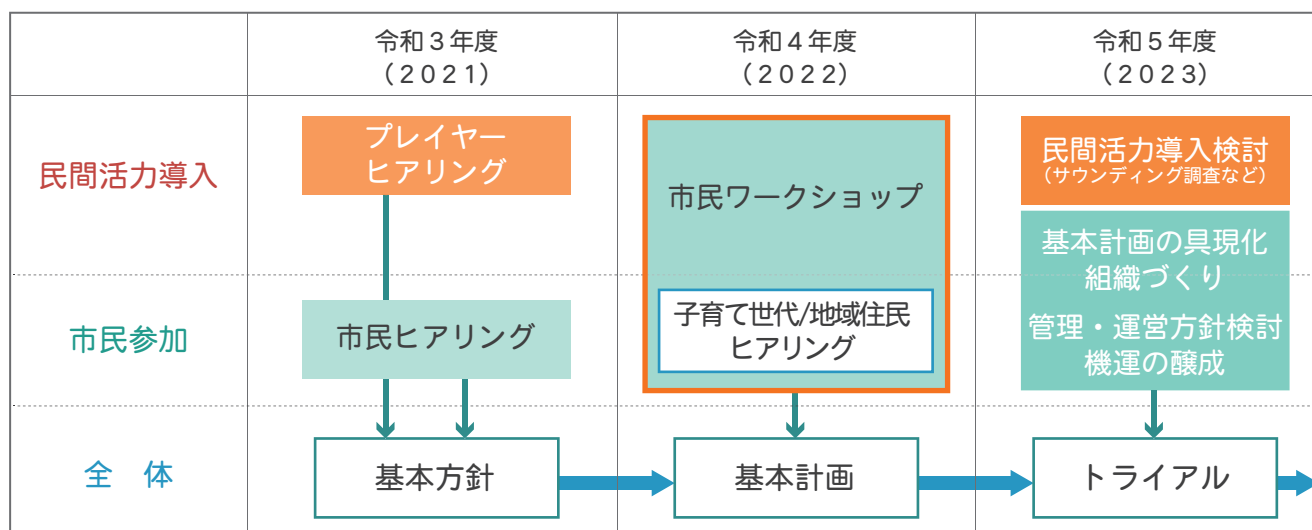 令和３年度
（２０２１）
令和４年度
（２０２２）
令和５年度
（２０２３）
民間活力導入
プレイヤー
ヒアリング
市民ワークショップ
民間活力導入検討
（サウンディング調査など）
基本計画の具現化
組織づくり
市民参加
市民ヒアリング
子育て世代/地域住民
ヒアリング
管理・運営方針検討
機運の醸成
全　体
基本方針
基本計画
トライアル